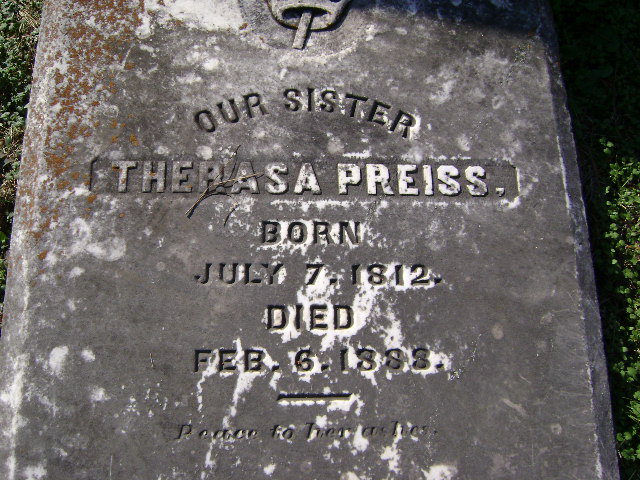 OUR SISTER
THERASA PREISS.
BORN
JULY 7. 1812.
DIED
FEB. 6. 1888.
Peace to her ashes.